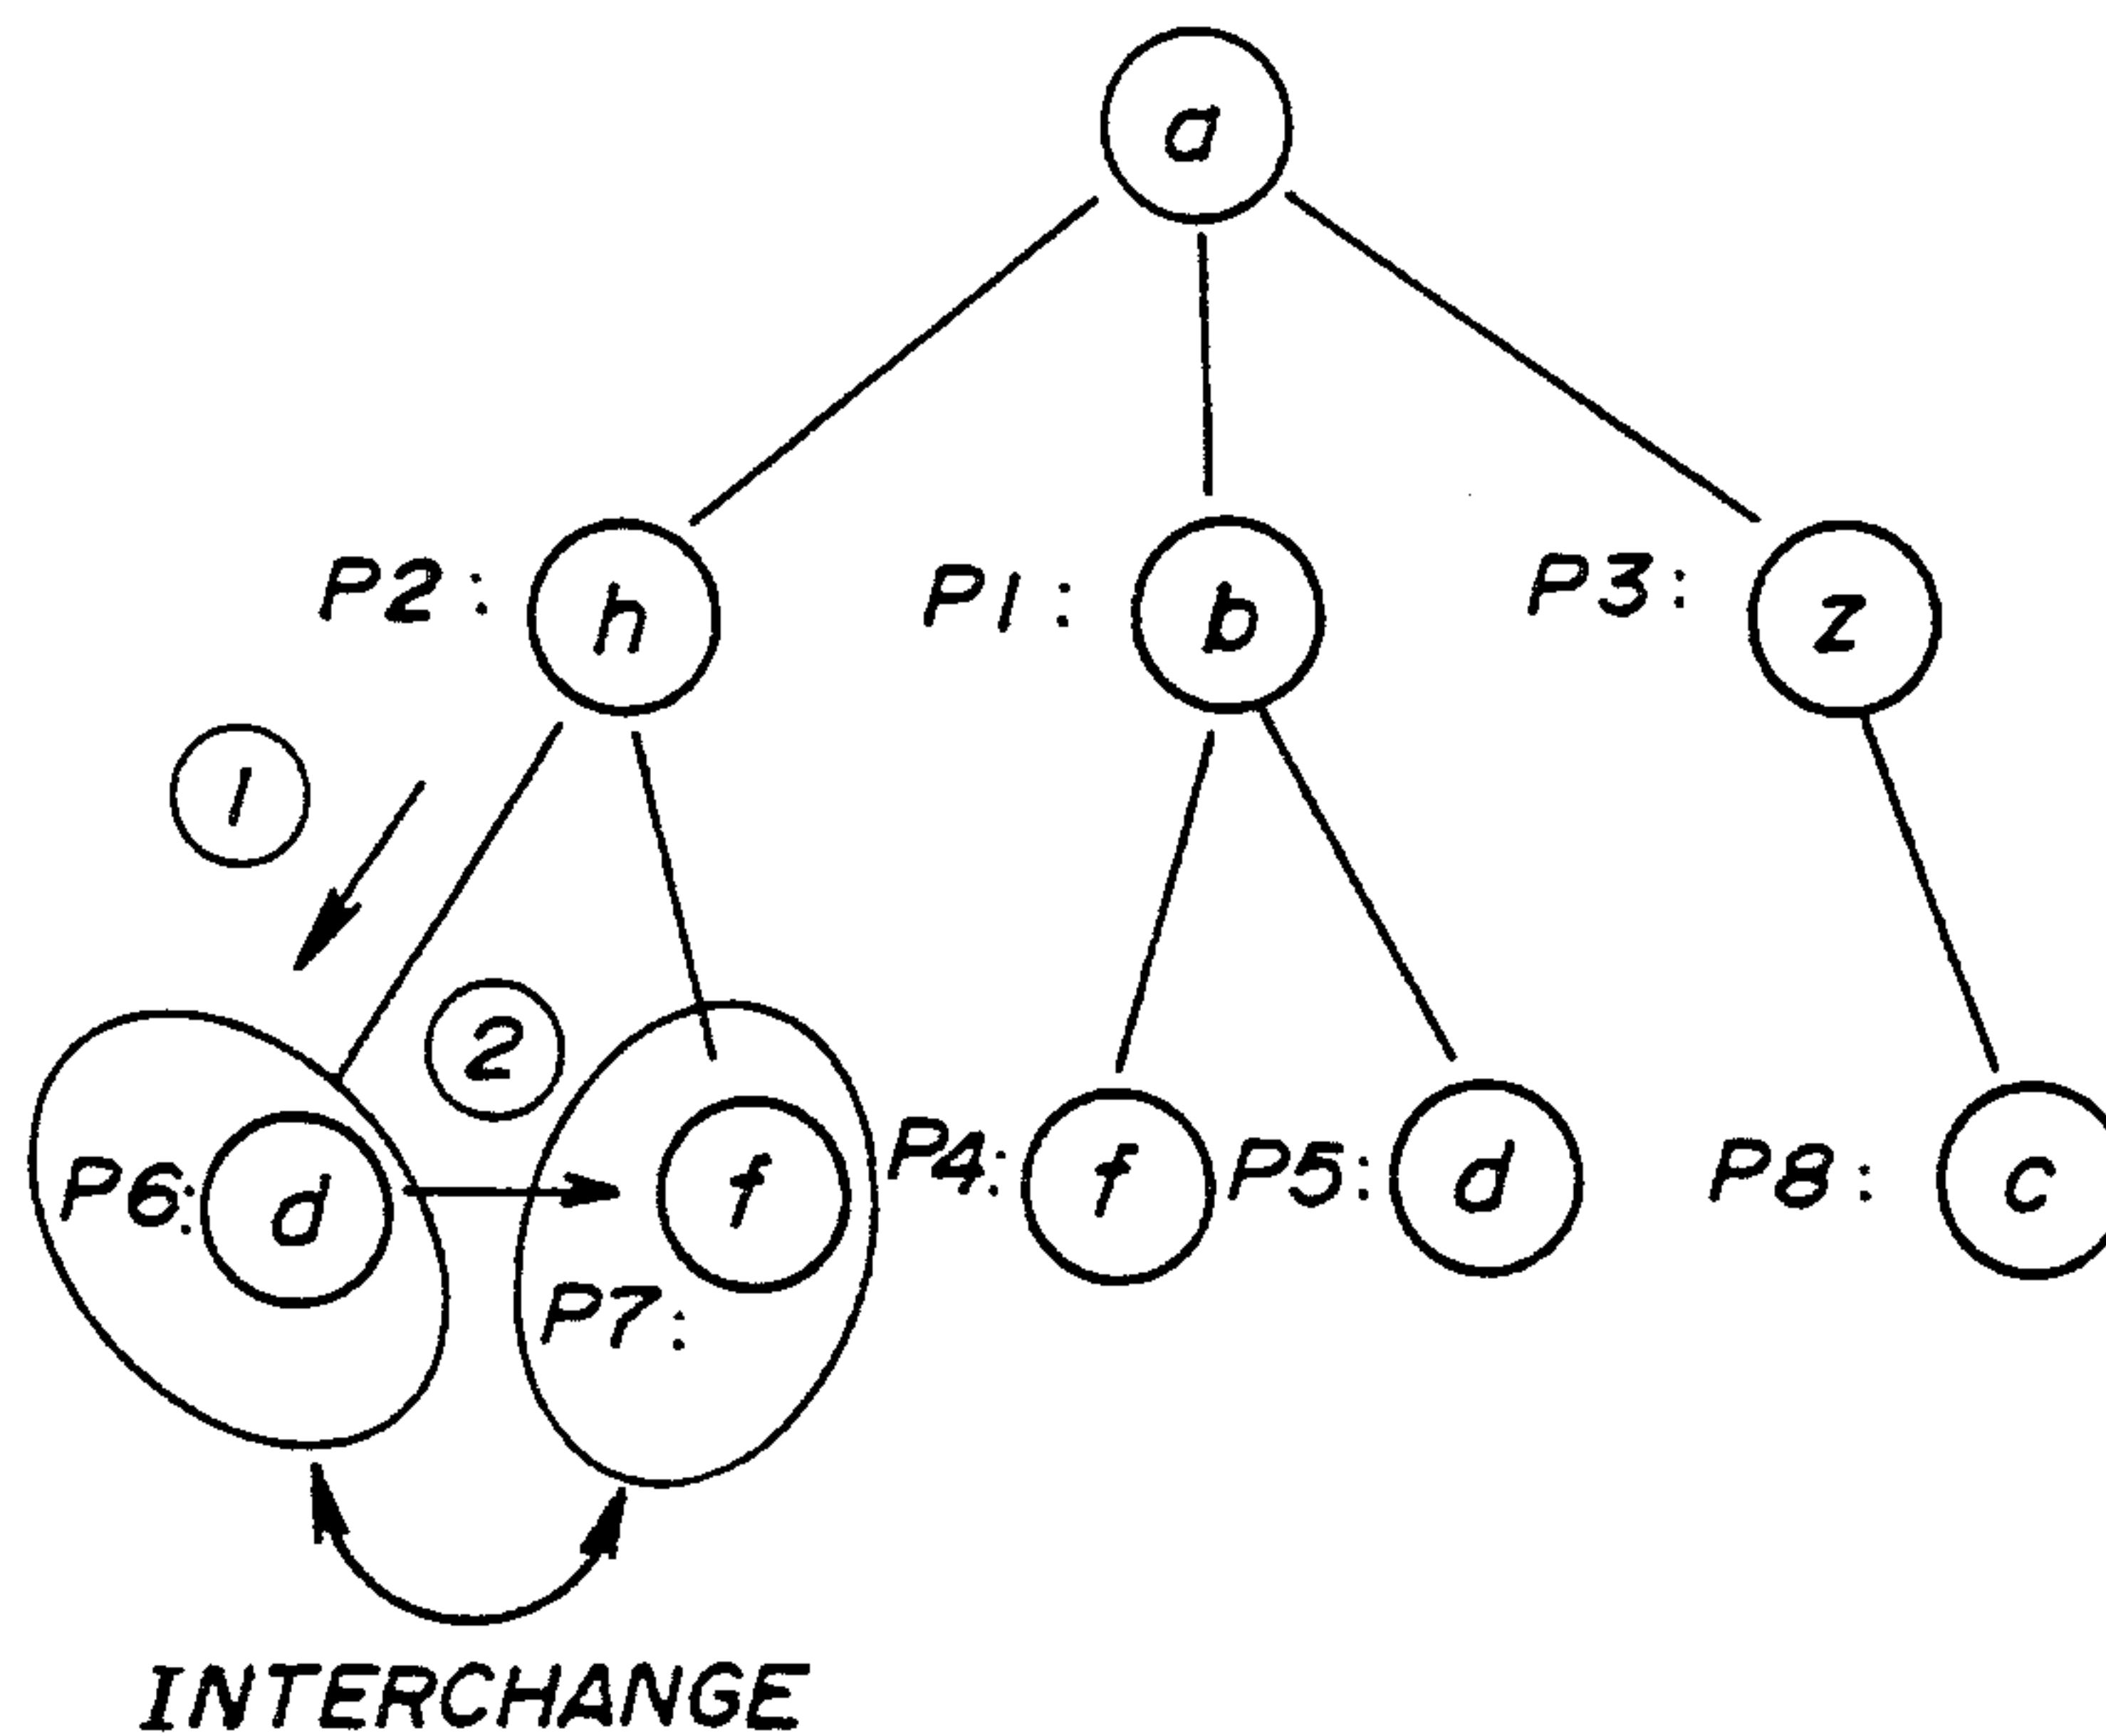 a
P2: h P1: b P3: z
1
2
P6: d f P4: f P5: d P8: c
P7:
INTERCHANGE